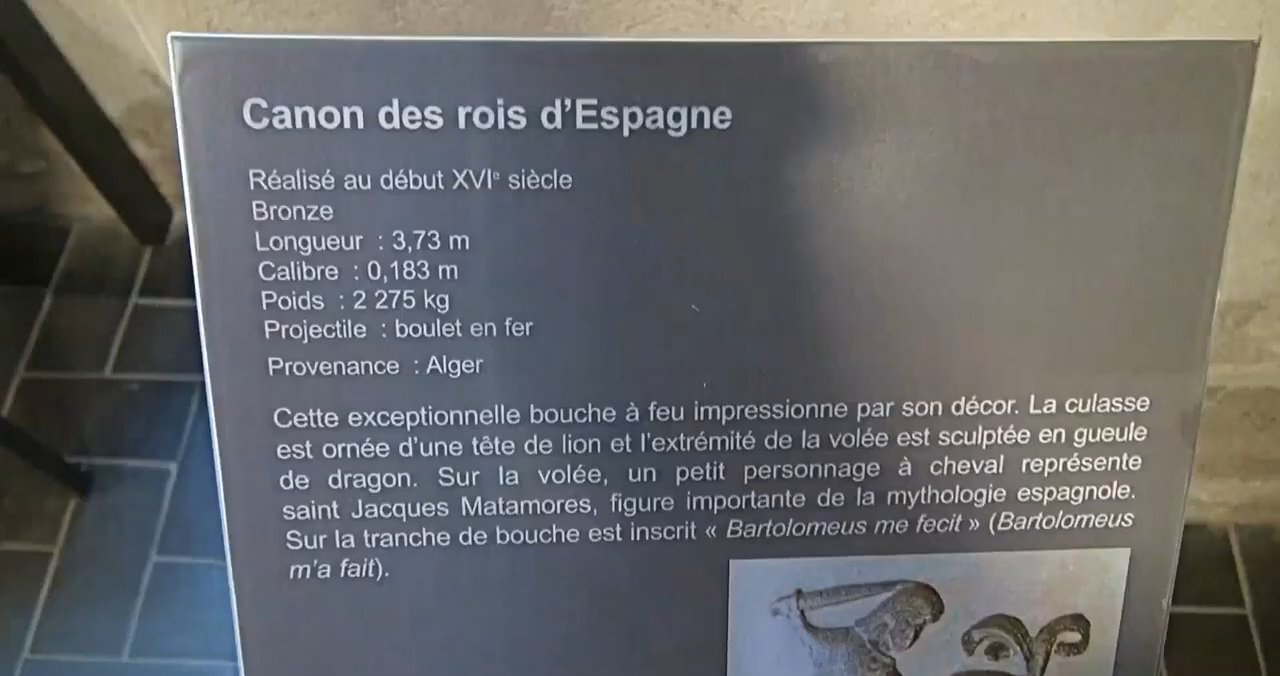 Canon des rois d’Espagne
Réalisé au début XVIe siècle
Bronze
Longueur : 3,73 m
Calibre : 0,183 m
Poids : 2 275 kg
Projectile : boulet en fer
Provenance : Alger
Cette exceptionnelle bouche à feu impressionne par son décor. La culasse
est ornée d’une tête de lion et l’extrémité de la volée est sculptée en gueule
de dragon. Sur la volée, un petit personnage à cheval représente
saint Jacques Matamores, figure importante de la mythologie espagnole.
Sur la tranche de bouche est inscrit « Bartolomeus me fecit » (Bartolomeus
m’a fait).